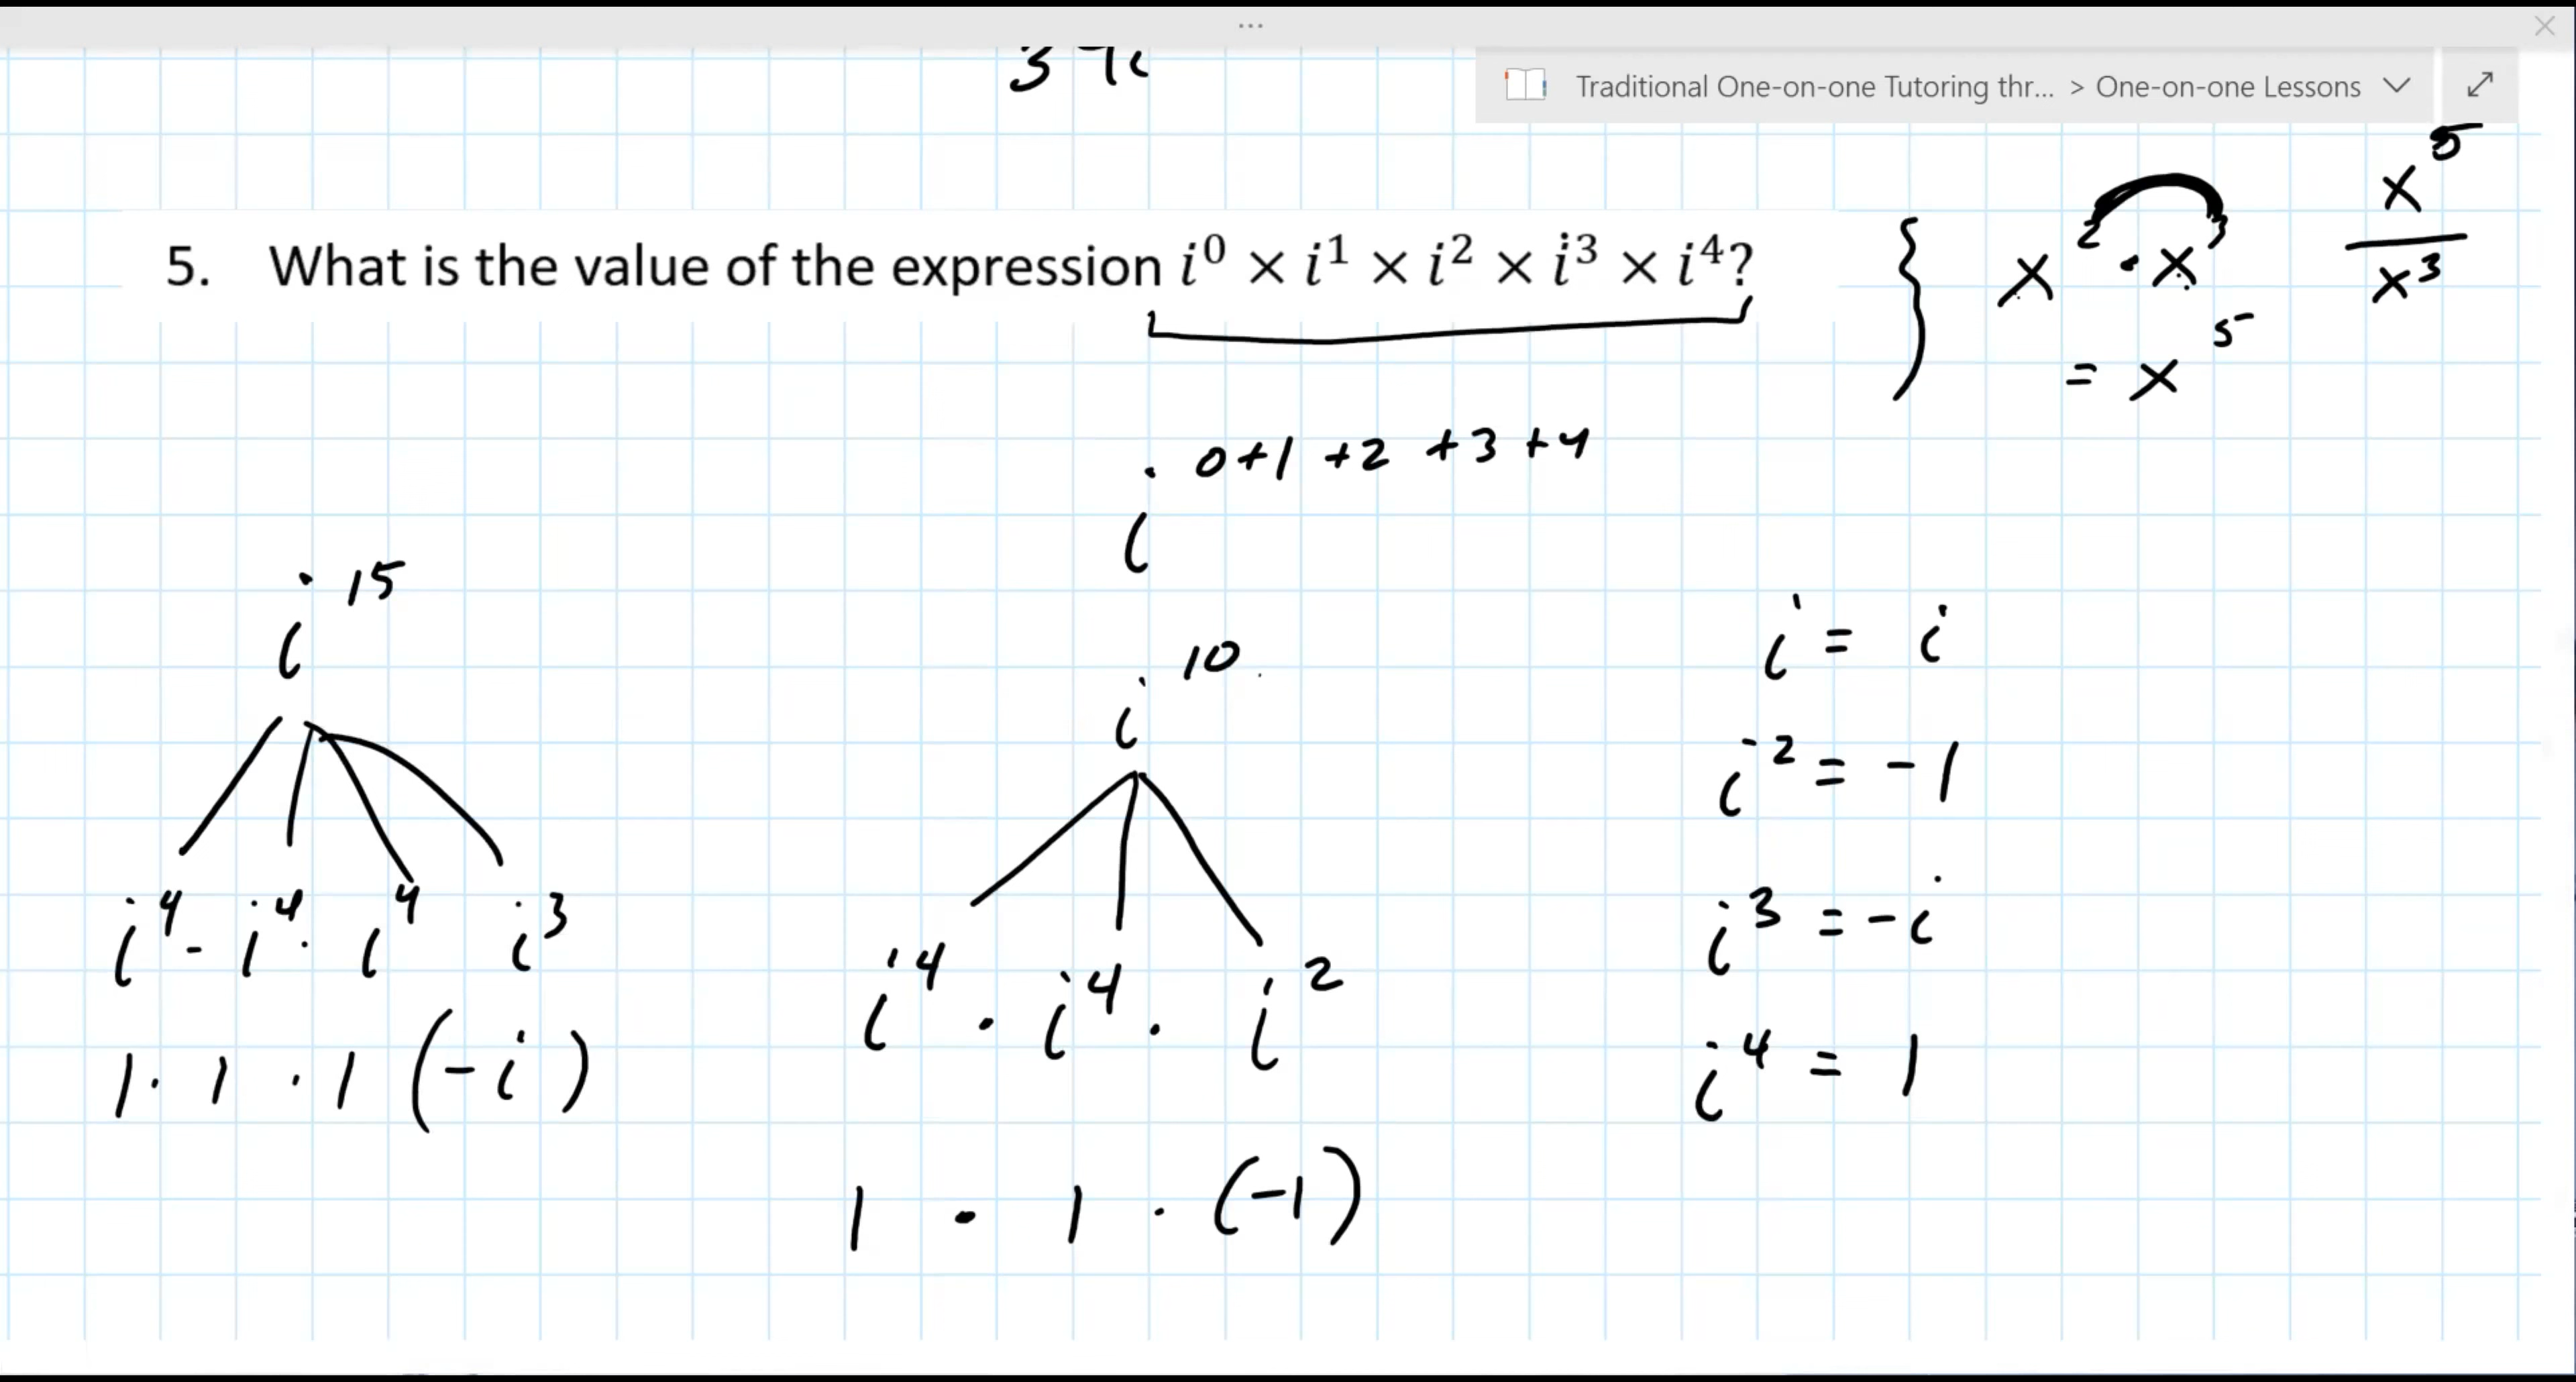 Traditional One-on-one Tutoring thr... > One-on-one Lessons
5. What is the value of the expression i⁰ × i¹ × i² × i³ × i⁴?
x² · x³
= x⁵
x⁵
x³
i⁰⁺¹⁺²⁺³⁺⁴
i¹⁵
i⁴ · i⁴ · i⁴ i³
1 · 1 · 1 (-i)
i¹⁰
i⁴ · i⁴ · i²
1 · 1 · (-1)
i¹ = i
i² = -1
i³ = -i
i⁴ = 1